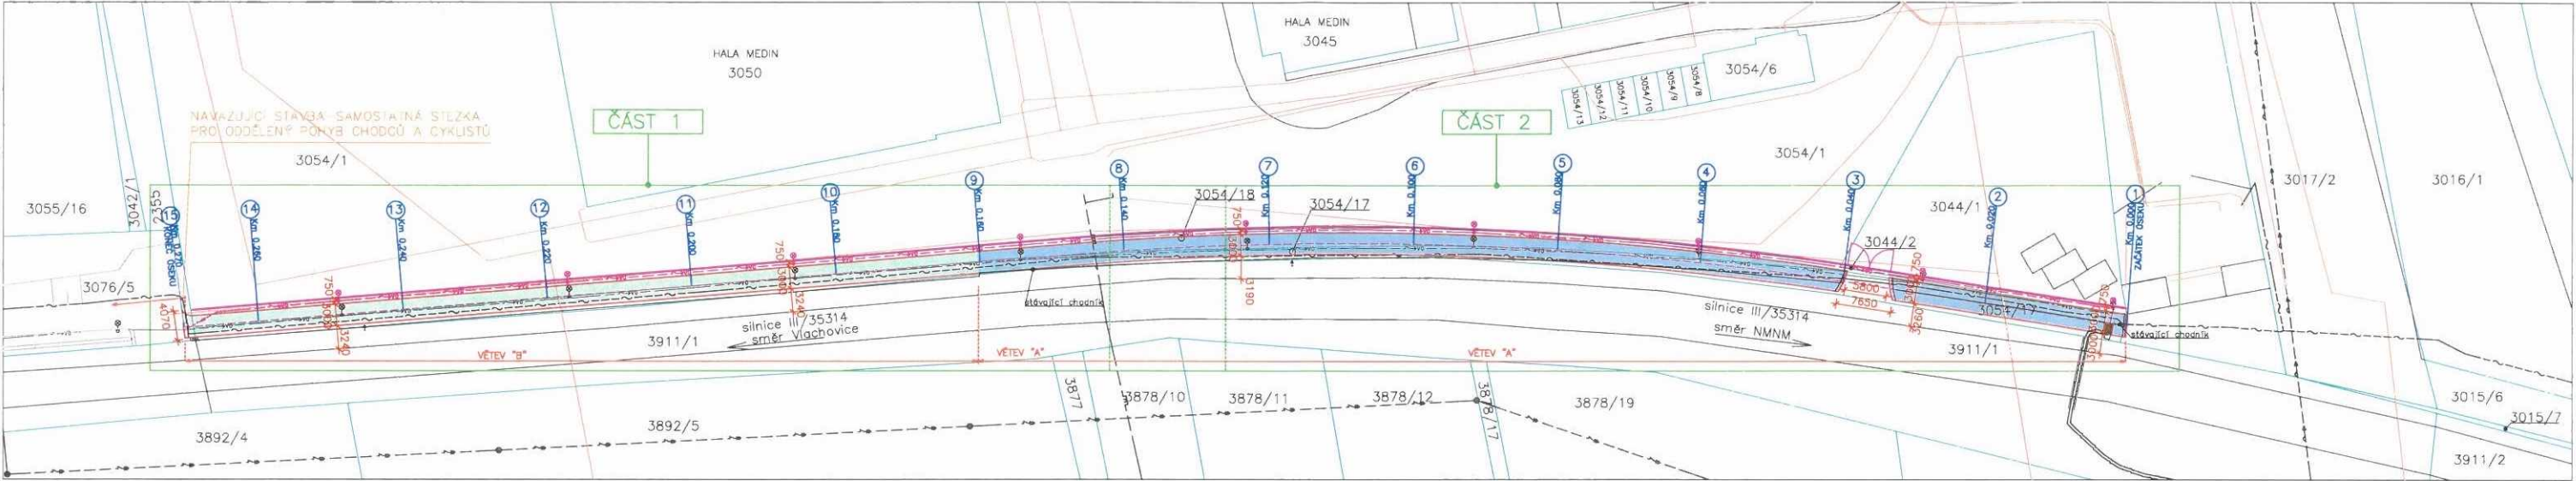 HALA MEDIN
3050
HALA MEDIN
3045
3054/13
3054/12
3054/11
3054/10
3054/9
3054/8
3054/6
NAVAZUJÍCÍ STAVBA SAMOSTATNÁ STEZKA
PRO ODDĚLENÝ POHYB CHODCŮ A CYKLISTŮ
ČÁST 1
ČÁST 2
3054/1
3054/1
3055/16
3042/1
2355
3017/2
3016/1
3044/1
3044/2
3054/18
3054/17
3054/17
15
14
13
12
11
10
9
8
7
6
5
4
3
2
1
KONEC ÚSEKU
Km 0,260
Km 0,240
Km 0,220
Km 0,200
Km 0,180
Km 0,160
Km 0,140
Km 0,120
Km 0,100
Km 0,080
Km 0,060
Km 0,040
Km 0,020
Km 0,000
ZAČÁTEK ÚSEKU
3076/5
4070
750
3240
750
3240
750
3190
5800
7650
750
3260
750
3000
stávající chodník
stávající chodník
silnice III/35314
směr Vlachovice
silnice III/35314
směr NMNM
3911/1
3911/1
VĚTEV "B"
VĚTEV "A"
VĚTEV "A"
3877
3878/10
3878/11
3878/12
3878/17
3878/19
3892/4
3892/5
3015/6
3015/7
3911/2